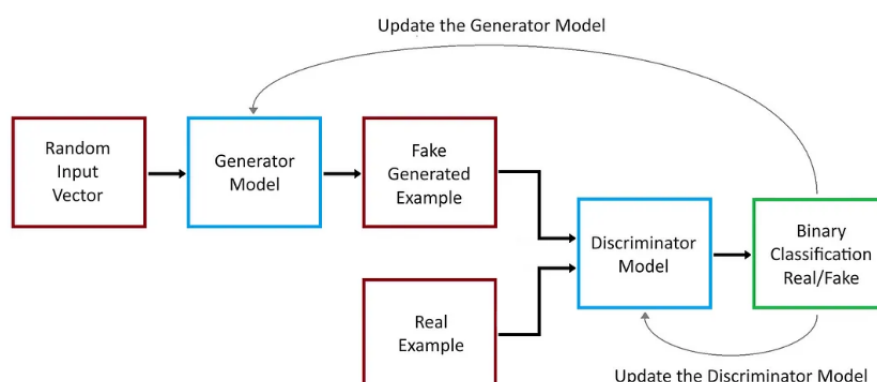 Update the Generator Model
Random
Input
Vector
Generator
Model
Fake
Generated
Example
Discriminator
Model
Binary
Classification
Real/Fake
Real
Example
Update the Discriminator Model